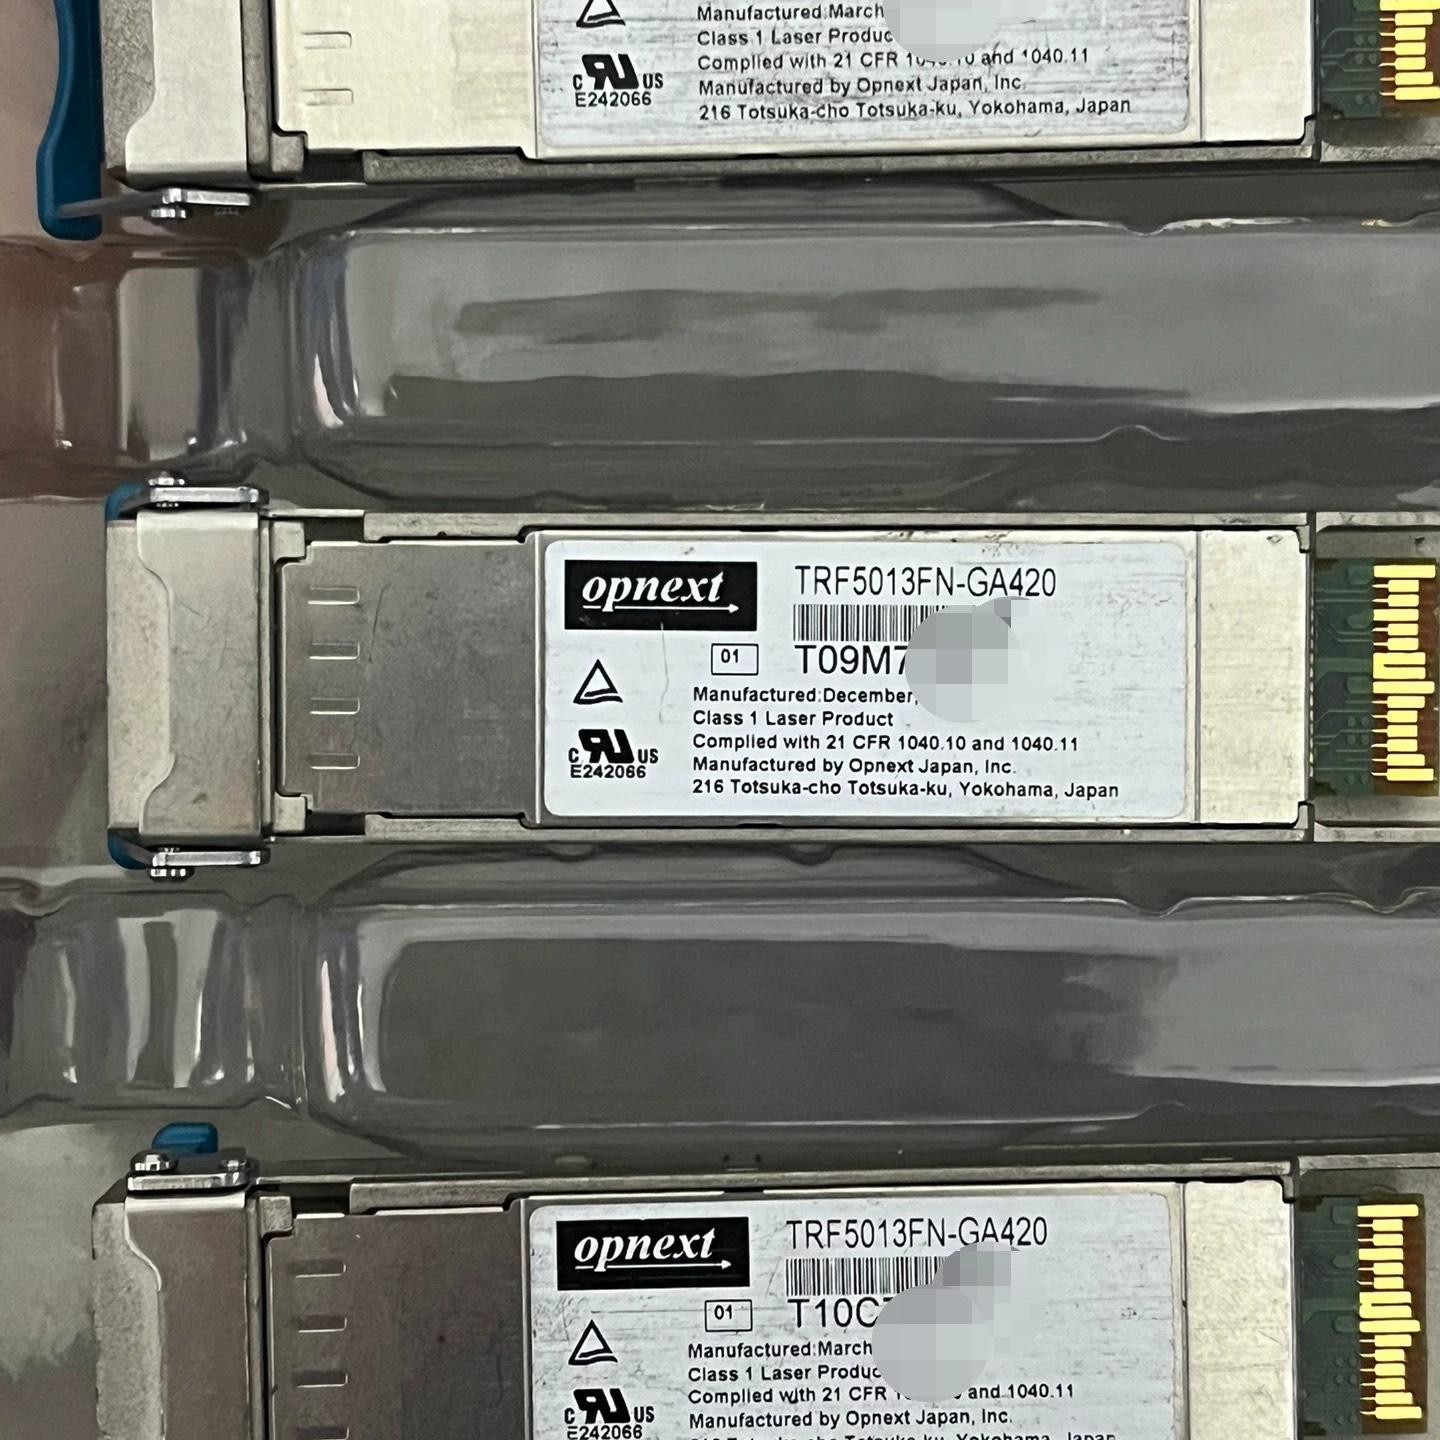 Manufactured:March
Class 1 Laser Produc
Complied with 21 CFR and 1040.11
Manufactured by Opnext Japan, Inc.
216 Totsuka-cho Totsuka-ku, Yokohama, Japan
C US
E242066
opnext
TRF5013FN-GA420
01
T09M7
Manufactured:December,
Class 1 Laser Product
Complied with 21 CFR 1040.10 and 1040.11
Manufactured by Opnext Japan, Inc.
216 Totsuka-cho Totsuka-ku, Yokohama, Japan
C US
E242066
opnext
TRF5013FN-GA420
01
T10C
Manufactured:March
Class 1 Laser Produc
Complied with 21 CFR and 1040.11
Manufactured by Opnext Japan, Inc.
C US
E242066